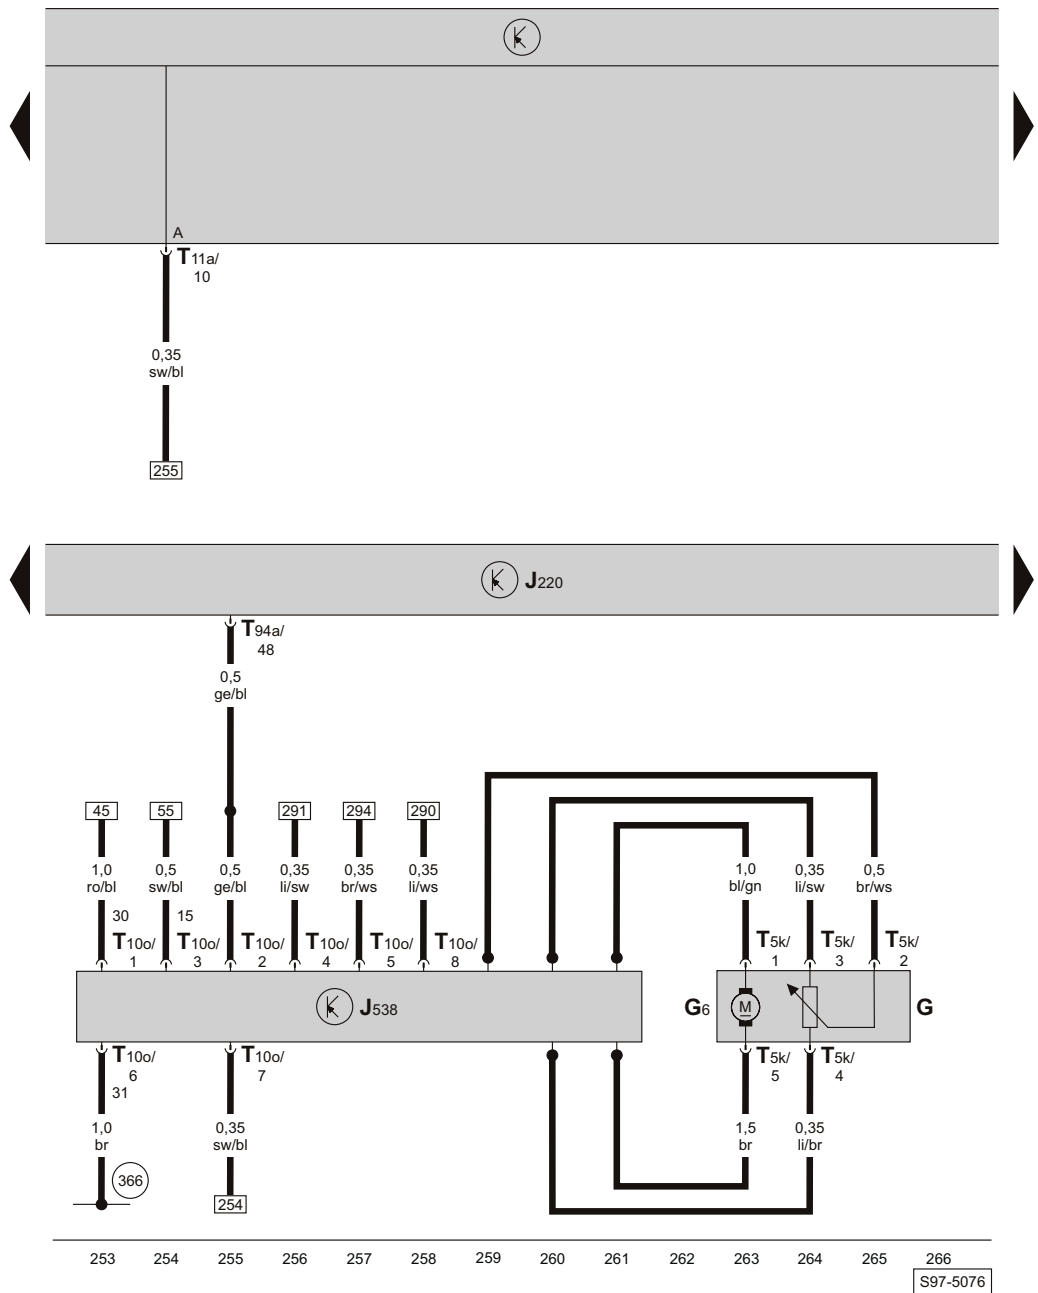 A
T11a/
10
0,35
sw/bl
255
J220
T94a/
48
0,5
ge/bl
45 55 291 294 290
1,0 0,5 0,5 0,35 0,35 0,35 1,0 0,35 0,5
ro/bl sw/bl ge/bl li/sw br/ws li/ws bl/gn li/sw br/ws
30 15
T10o/ T10o/ T10o/ T10o/ T10o/ T10o/ T5k/ T5k/ T5k/
1 3 2 4 5 8 1 3 2
J538 G6 M G
T10o/ T10o/ T5k/ T5k/
6 7 5 4
31
1,0 0,35 1,5 0,35
br sw/bl br li/br
366
254
253 254 255 256 257 258 259 260 261 262 263 264 265 266
S97-5076